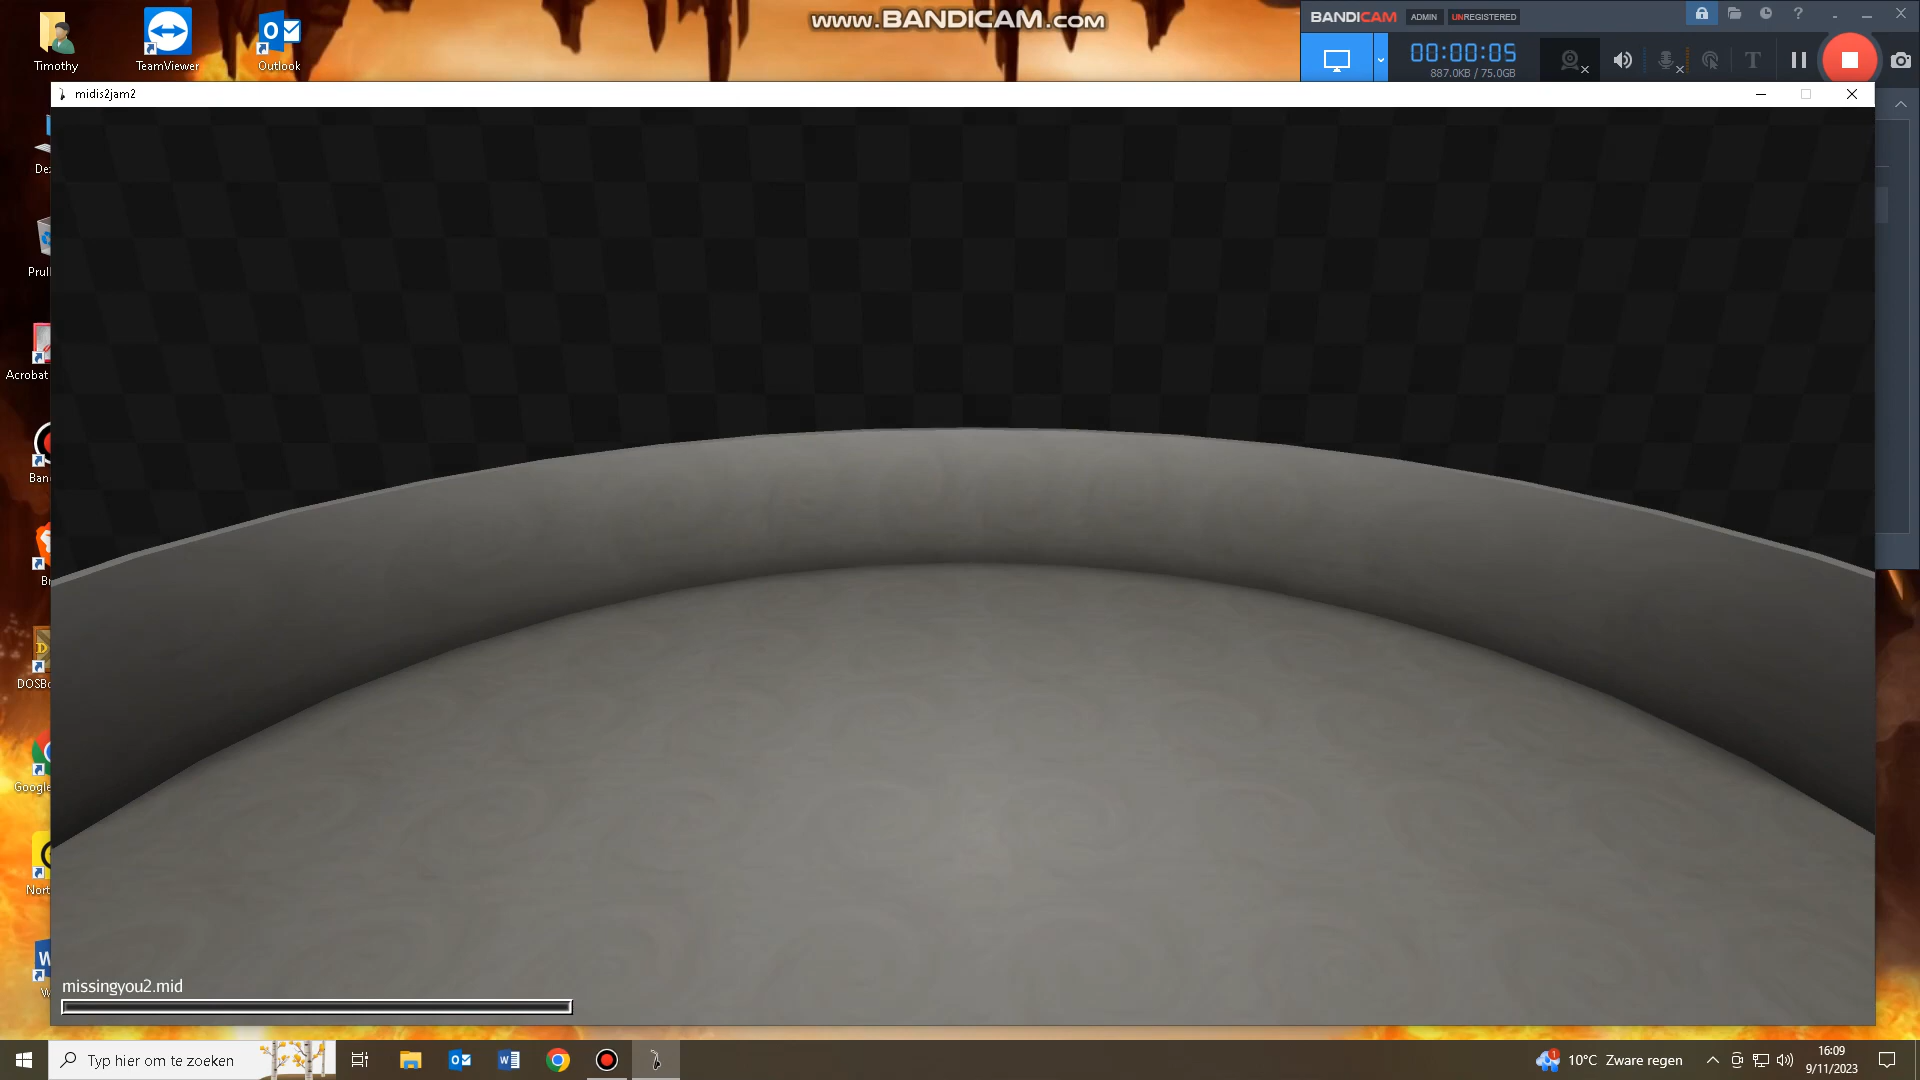 www.BANDICAM.com
BANDICAM ADMIN UNREGISTERED
00:00:05
887.0KB / 75.0GB
Timothy
TeamViewer
Outlook
midis2jam2
Acrobat
DOSBo
Google
missingyou2.mid
Typ hier om te zoeken
1
10°C Zware regen
16:09
9/11/2023